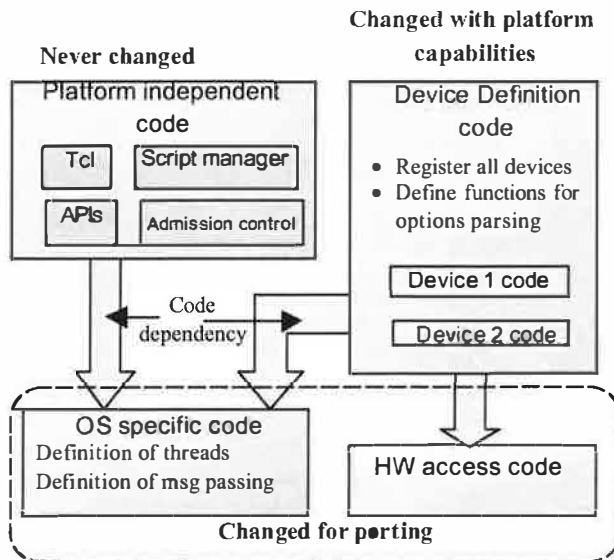 Never changed
Changed with platform
capabilities
Platform independent
code
Tcl
Script manager
APIs
Admission control
Device Definition
code
• Register all devices
• Define functions for
options parsing
Device 1 code
Device 2 code
Code
dependency
OS specific code
Definition of threads
Definition of msg passing
HW access code
Changed for porting